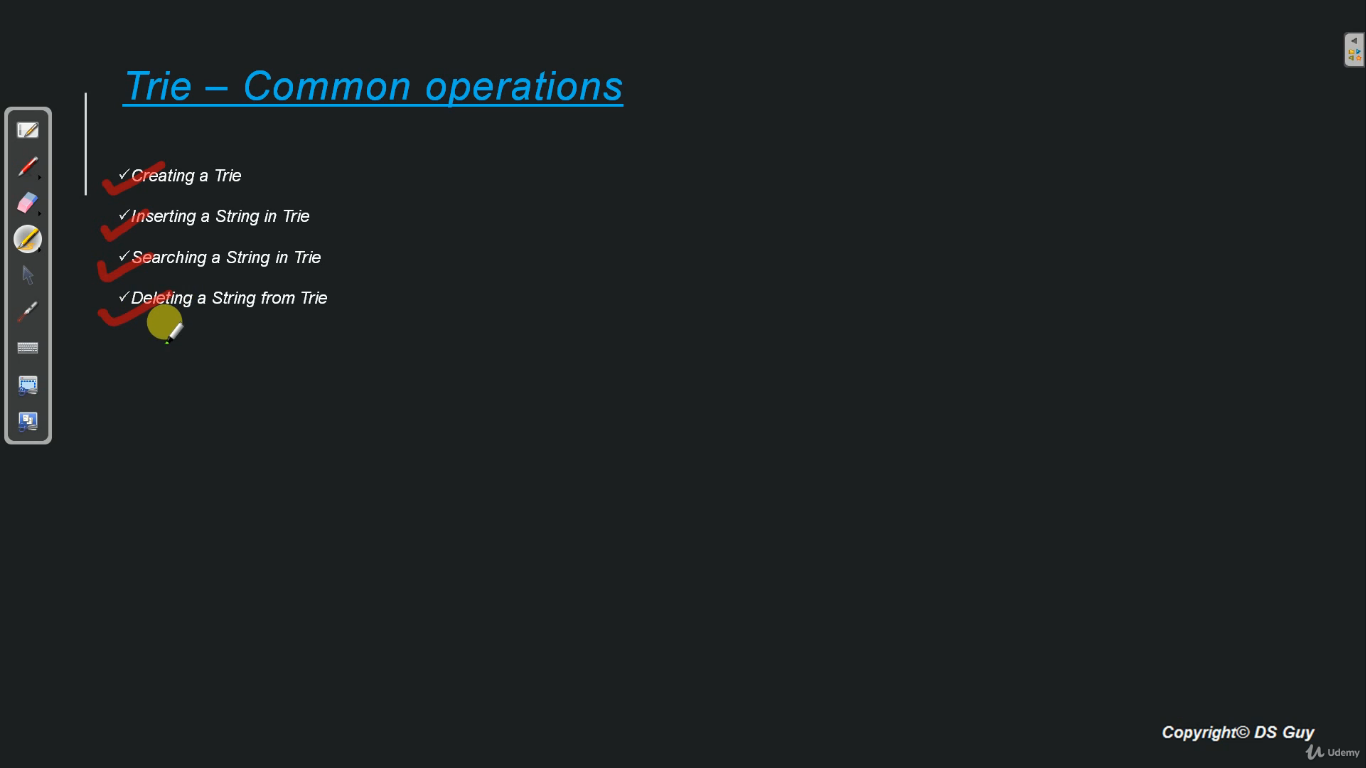 Trie – Common operations
✓Creating a Trie
✓Inserting a String in Trie
✓Searching a String in Trie
✓Deleting a String from Trie
Copyright© DS Guy
Udemy